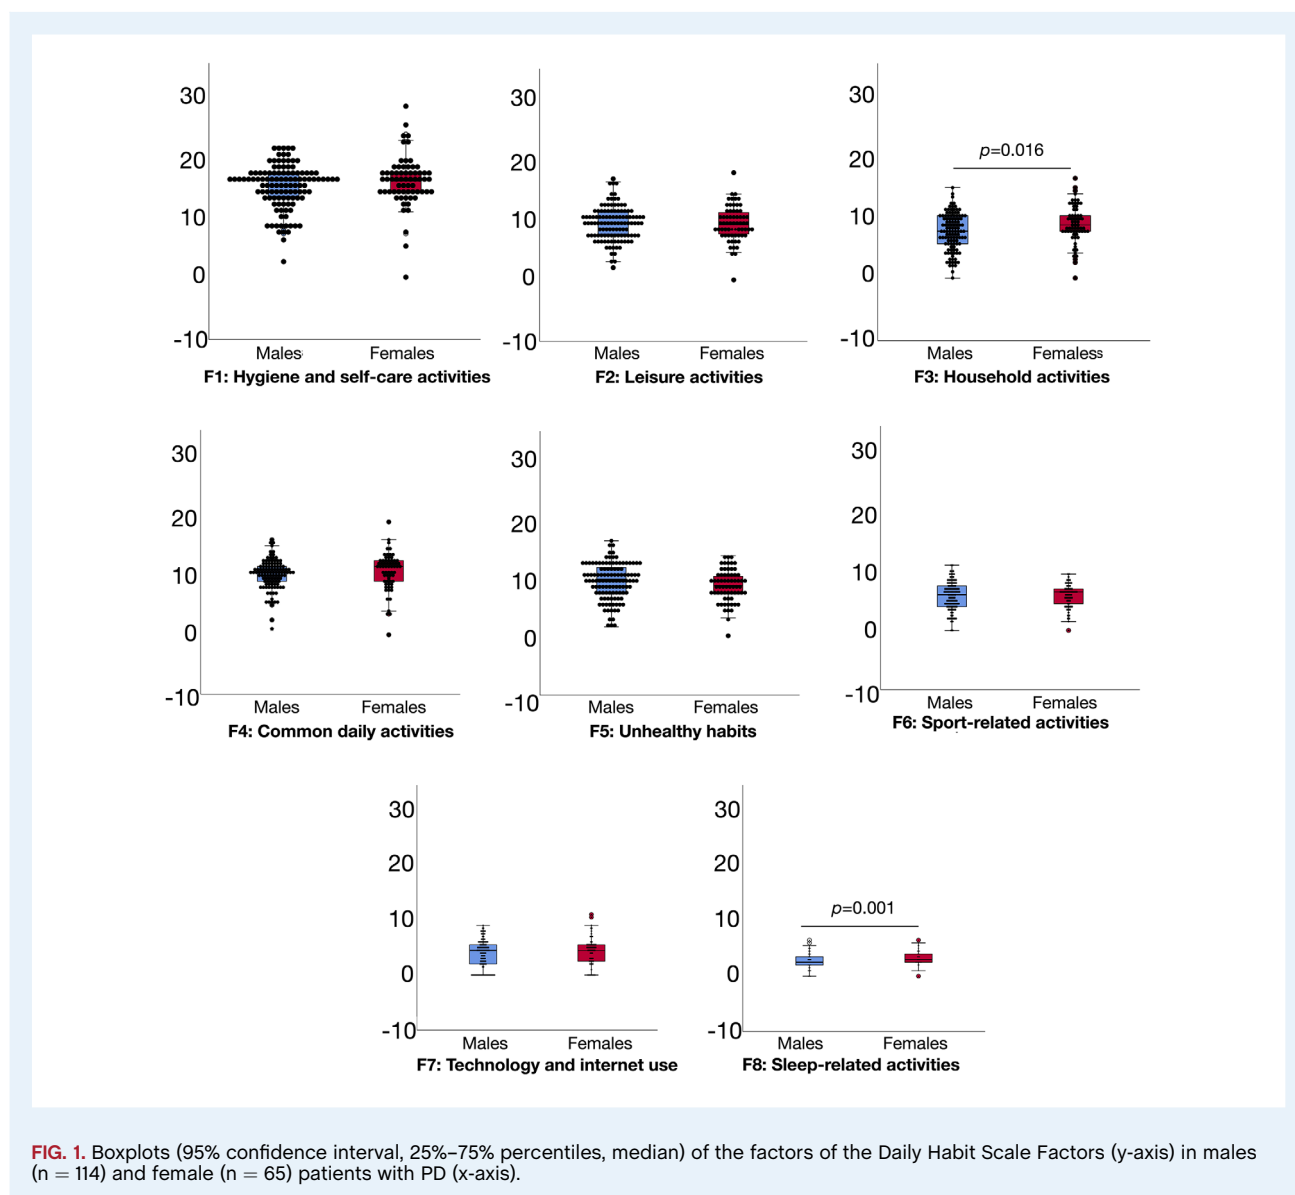 30
20
10
0
-10
Males
Females
F1: Hygiene and self-care activities
30
20
10
0
-10
Males
Females
F2: Leisure activities
30
20
10
0
-10
p=0.016
Males
Femaless
F3: Household activities
30
20
10
0
-10
Males
Females
F4: Common daily activities
30
20
10
0
-10
Males
Females
F5: Unhealthy habits
30
20
10
0
-10
Males
Females
F6: Sport-related activities
30
20
10
0
-10
Males
Females
F7: Technology and internet use
30
20
10
0
-10
p=0.001
Males
Females
F8: Sleep-related activities
FIG. 1. Boxplots (95% confidence interval, 25%–75% percentiles, median) of the factors of the Daily Habit Scale Factors (y-axis) in males
(n = 114) and female (n = 65) patients with PD (x-axis).